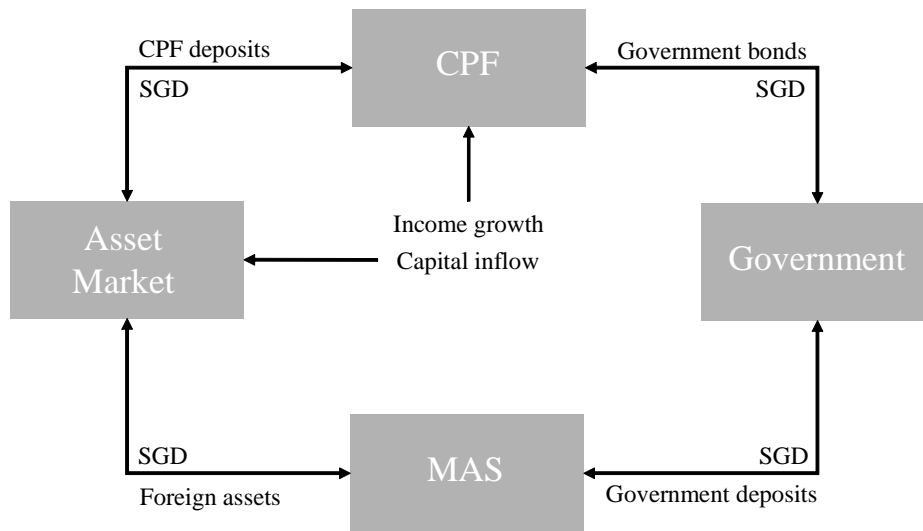 CPF deposits
SGD
CPF
Government bonds
SGD
Income growth
Capital inflow
Asset
Market
Government
SGD
Foreign assets
MAS
SGD
Government deposits